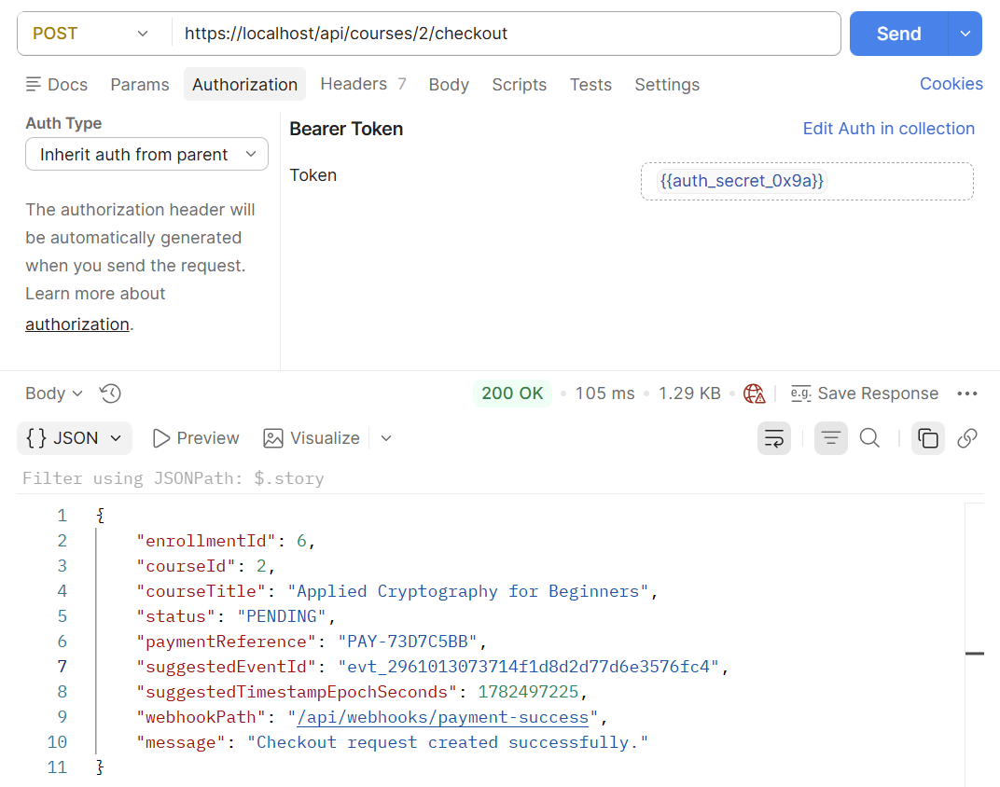 POST https://localhost/api/courses/2/checkout Send
Docs Params Authorization Headers 7 Body Scripts Tests Settings Cookies
Auth Type
Inherit auth from parent
The authorization header will
be automatically generated
when you send the request.
Learn more about
authorization.
Bearer Token Edit Auth in collection
Token {{auth_secret_0x9a}}
Body 200 OK • 105 ms • 1.29 KB • e.g. Save Response
{} JSON Preview Visualize
Filter using JSONPath: $.story
1 {
2 "enrollmentId": 6,
3 "courseId": 2,
4 "courseTitle": "Applied Cryptography for Beginners",
5 "status": "PENDING",
6 "paymentReference": "PAY-73D7C5BB",
7 "suggestedEventId": "evt_2961013073714f1d8d2d77d6e3576fc4",
8 "suggestedTimestampEpochSeconds": 1782497225,
9 "webhookPath": "/api/webhooks/payment-success",
10 "message": "Checkout request created successfully."
11 }